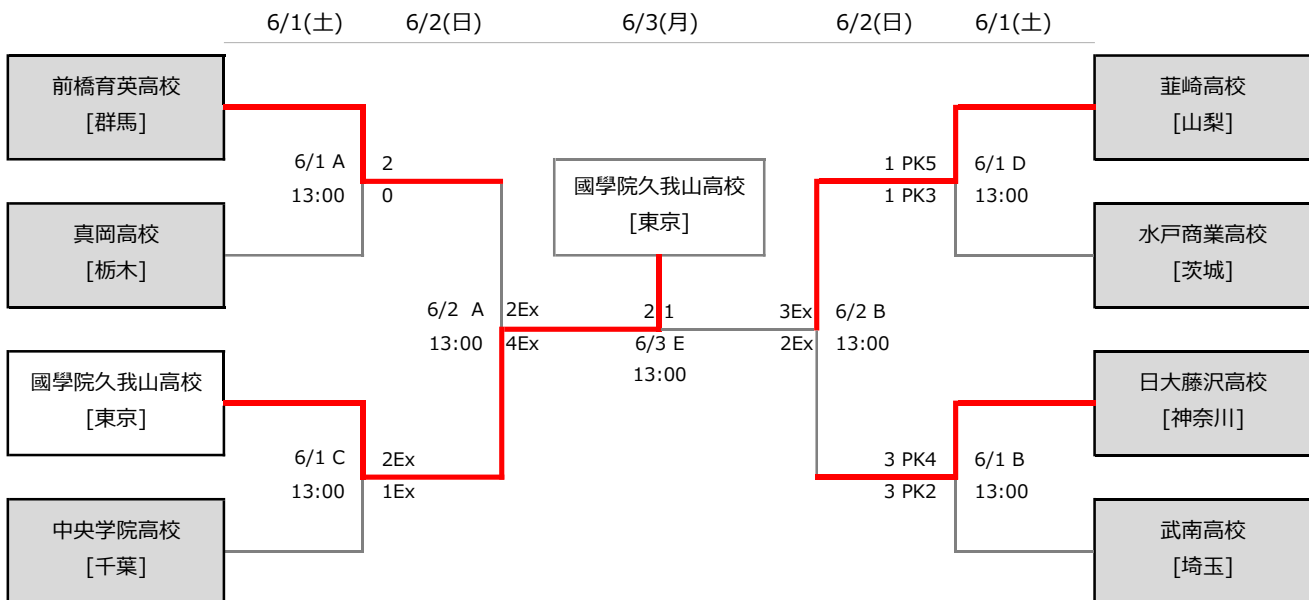 6/1(土) 6/2(日) 6/3(月) 6/2(日) 6/1(土)
前橋育英高校
[群馬]
6/1 A
13:00
2
0
真岡高校
[栃木]
6/2 A
13:00
2Ex
4Ex
國學院久我山高校
[東京]
6/1 C
13:00
2Ex
1Ex
中央学院高校
[千葉]
國學院久我山高校
[東京]
2 1
6/3 E
13:00
韮崎高校
[山梨]
1 PK5
1 PK3
6/1 D
13:00
水戸商業高校
[茨城]
3Ex
2Ex
6/2 B
13:00
日大藤沢高校
[神奈川]
3 PK4
3 PK2
6/1 B
13:00
武南高校
[埼玉]